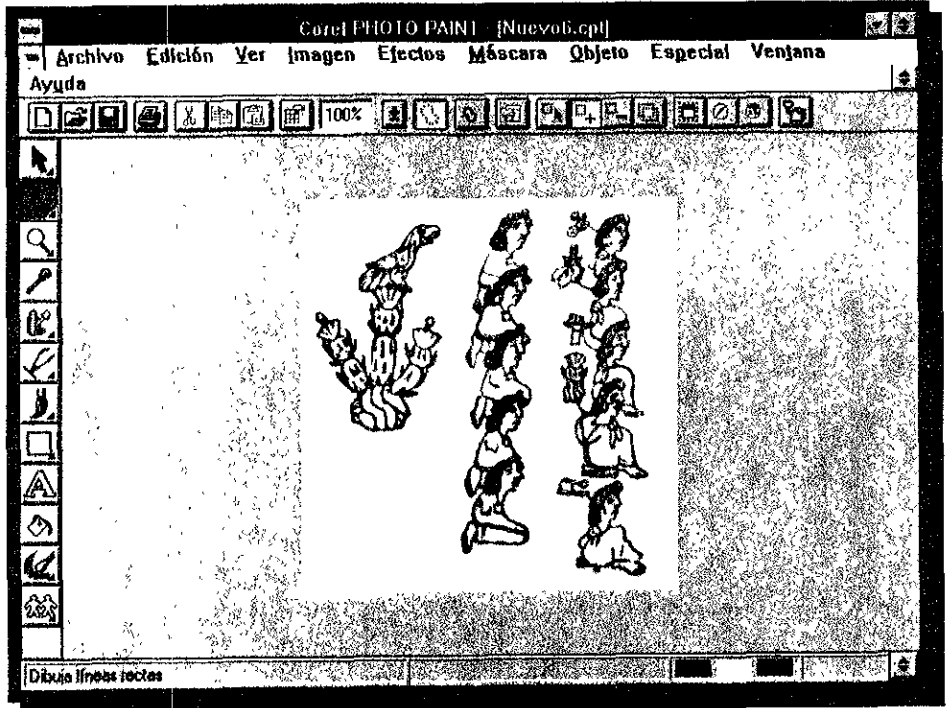 Corel PHOTO PAINT - [Nuevo6.cpt]
Archivo Edición Ver Imagen Efectos Máscara Objeto Especial Ventana
Ayuda
100%
A
Dibuja líneas rectas